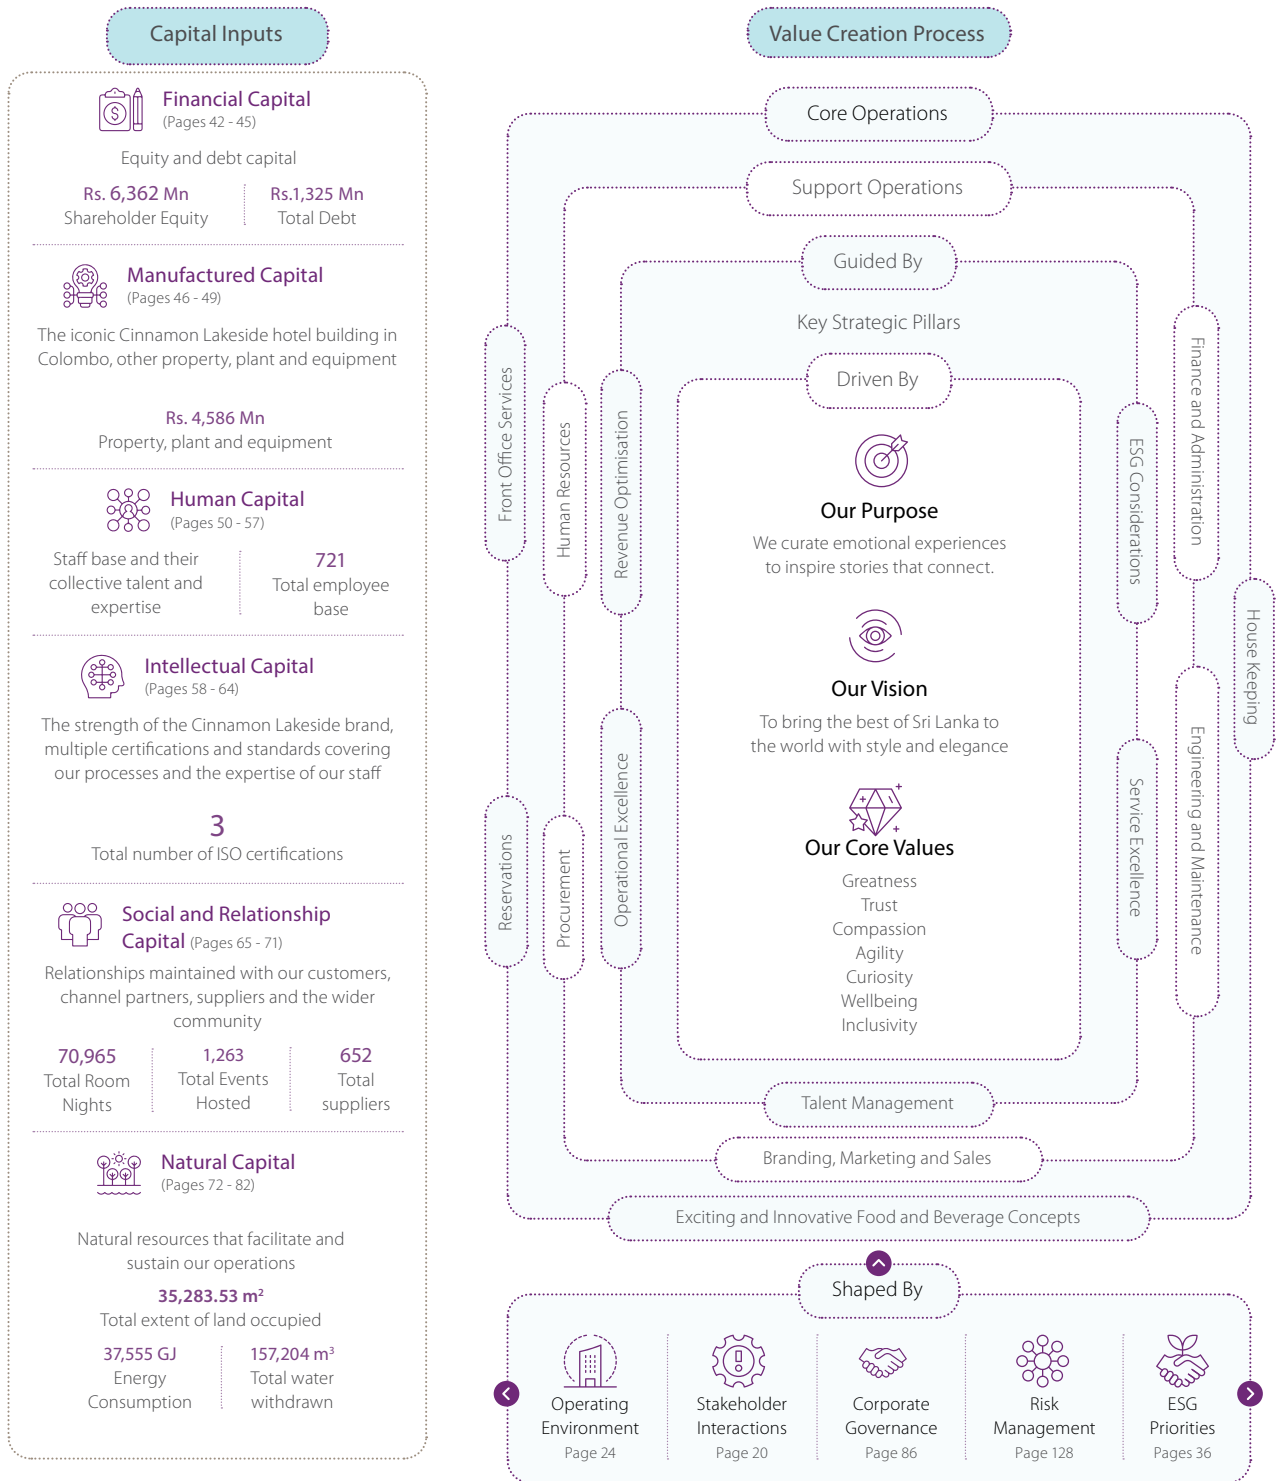 Capital Inputs
Financial Capital
(Pages 42 - 45)
Equity and debt capital
Rs. 6,362 Mn
Shareholder Equity
Rs.1,325 Mn
Total Debt
Manufactured Capital
(Pages 46 - 49)
The iconic Cinnamon Lakeside hotel building in
Colombo, other property, plant and equipment
Rs. 4,586 Mn
Property, plant and equipment
Human Capital
(Pages 50 - 57)
Staff base and their
collective talent and
expertise
721
Total employee
base
Intellectual Capital
(Pages 58 - 64)
The strength of the Cinnamon Lakeside brand,
multiple certifications and standards covering
our processes and the expertise of our staff
3
Total number of ISO certifications
Social and Relationship
Capital (Pages 65 - 71)
Relationships maintained with our customers,
channel partners, suppliers and the wider
community
70,965
Total Room
Nights
1,263
Total Events
Hosted
652
Total
suppliers
Natural Capital
(Pages 72 - 82)
Natural resources that facilitate and
sustain our operations
35,283.53 m²
Total extent of land occupied
37,555 GJ
Energy
Consumption
157,204 m³
Total water
withdrawn
Value Creation Process
Core Operations
Support Operations
Guided By
Key Strategic Pillars
Driven By
Front Office Services
Reservations
Human Resources
Procurement
Revenue Optimisation
Operational Excellence
Our Purpose
We curate emotional experiences
to inspire stories that connect.
Our Vision
To bring the best of Sri Lanka to
the world with style and elegance
Our Core Values
Greatness
Trust
Compassion
Agility
Curiosity
Wellbeing
Inclusivity
ESG Considerations
Service Excellence
Finance and Administration
Engineering and Maintenance
House Keeping
Talent Management
Branding, Marketing and Sales
Exciting and Innovative Food and Beverage Concepts
Shaped By
Operating
Environment
Page 24
Stakeholder
Interactions
Page 20
Corporate
Governance
Page 86
Risk
Management
Page 128
ESG
Priorities
Pages 36